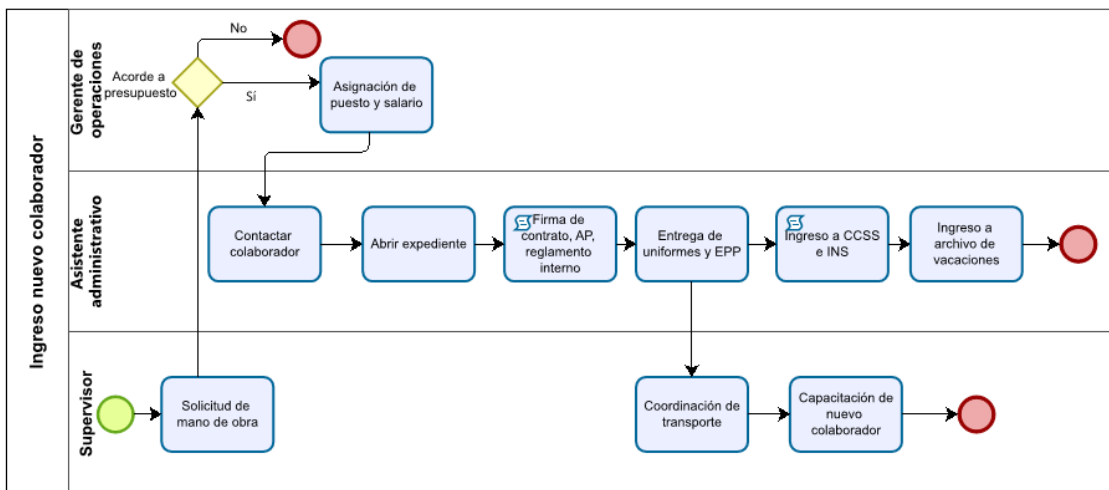 Ingreso nuevo colaborador
Gerente de
operaciones
No
Acorde a
presupuesto
Sí
Asignación de
puesto y salario
Asistente
administrativo
Contactar
colaborador
Abrir expediente
Firma de
contrato, AP,
reglamento
interno
Entrega de
uniformes y EPP
Ingreso a CCSS
e INS
Ingreso a
archivo de
vacaciones
Supervisor
Solicitud de
mano de obra
Coordinación de
transporte
Capacitación de
nuevo
colaborador